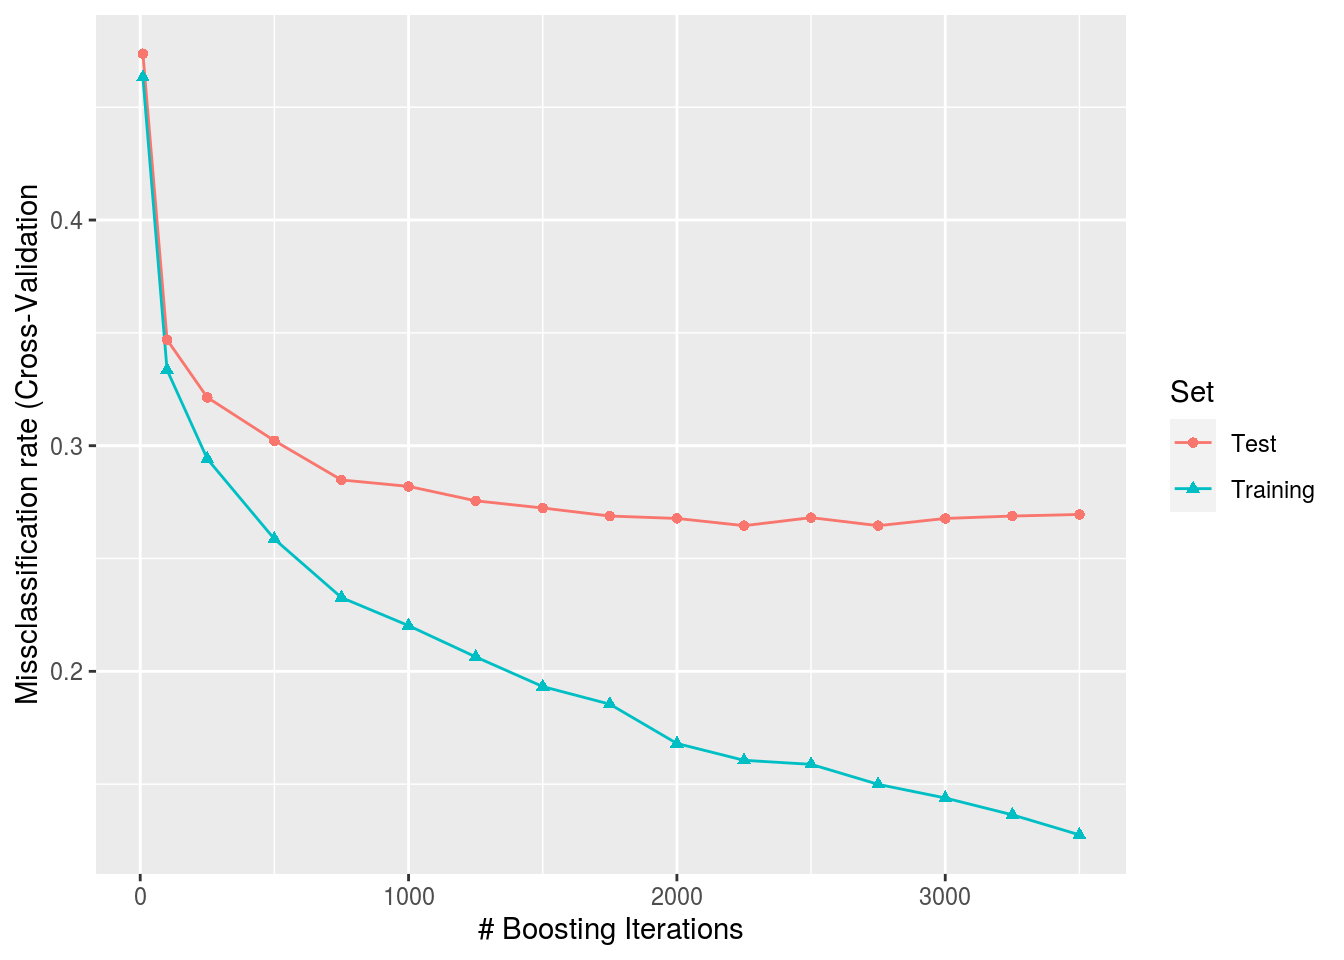 Missclassification rate (Cross-Validation
0.4
0.3
0.2
0
1000
2000
3000
# Boosting Iterations
Set
Test
Training